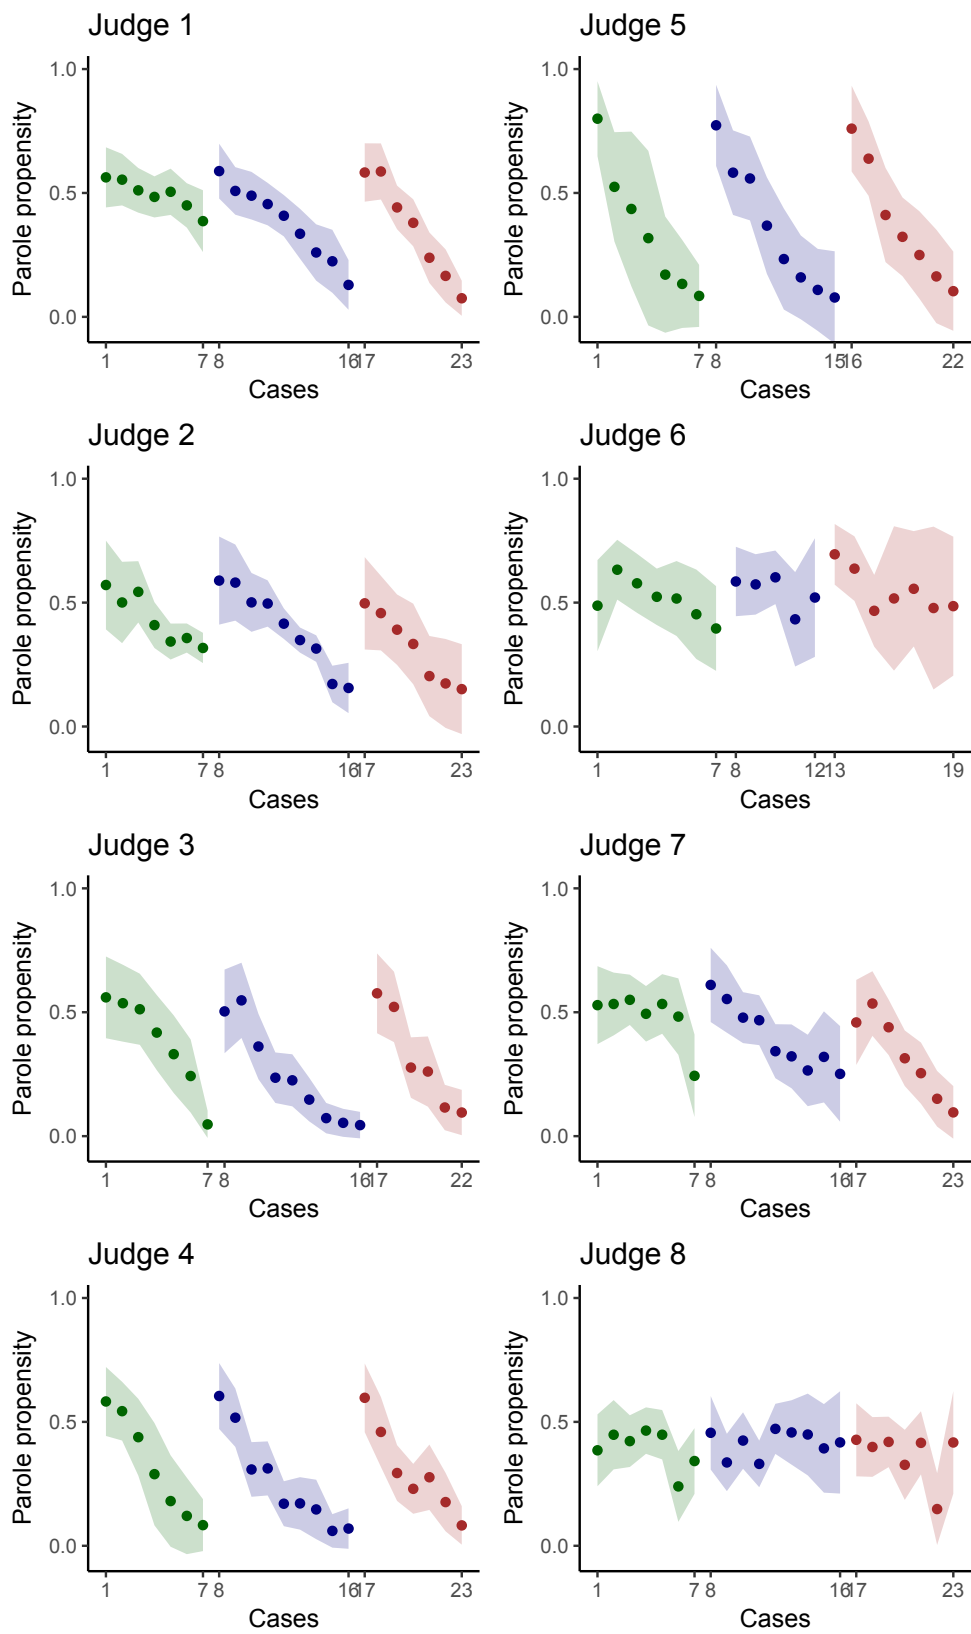 Judge 1
Parole propensity
1.0
0.5
0.0
1 7 8 16 17 23
Cases
Judge 5
Parole propensity
1.0
0.5
0.0
1 7 8 15 16 22
Cases
Judge 2
Parole propensity
1.0
0.5
0.0
1 7 8 16 17 23
Cases
Judge 6
Parole propensity
1.0
0.5
0.0
1 7 8 12 13 19
Cases
Judge 3
Parole propensity
1.0
0.5
0.0
1 7 8 16 17 22
Cases
Judge 7
Parole propensity
1.0
0.5
0.0
1 7 8 16 17 23
Cases
Judge 4
Parole propensity
1.0
0.5
0.0
1 7 8 16 17 23
Cases
Judge 8
Parole propensity
1.0
0.5
0.0
1 7 8 16 17 23
Cases